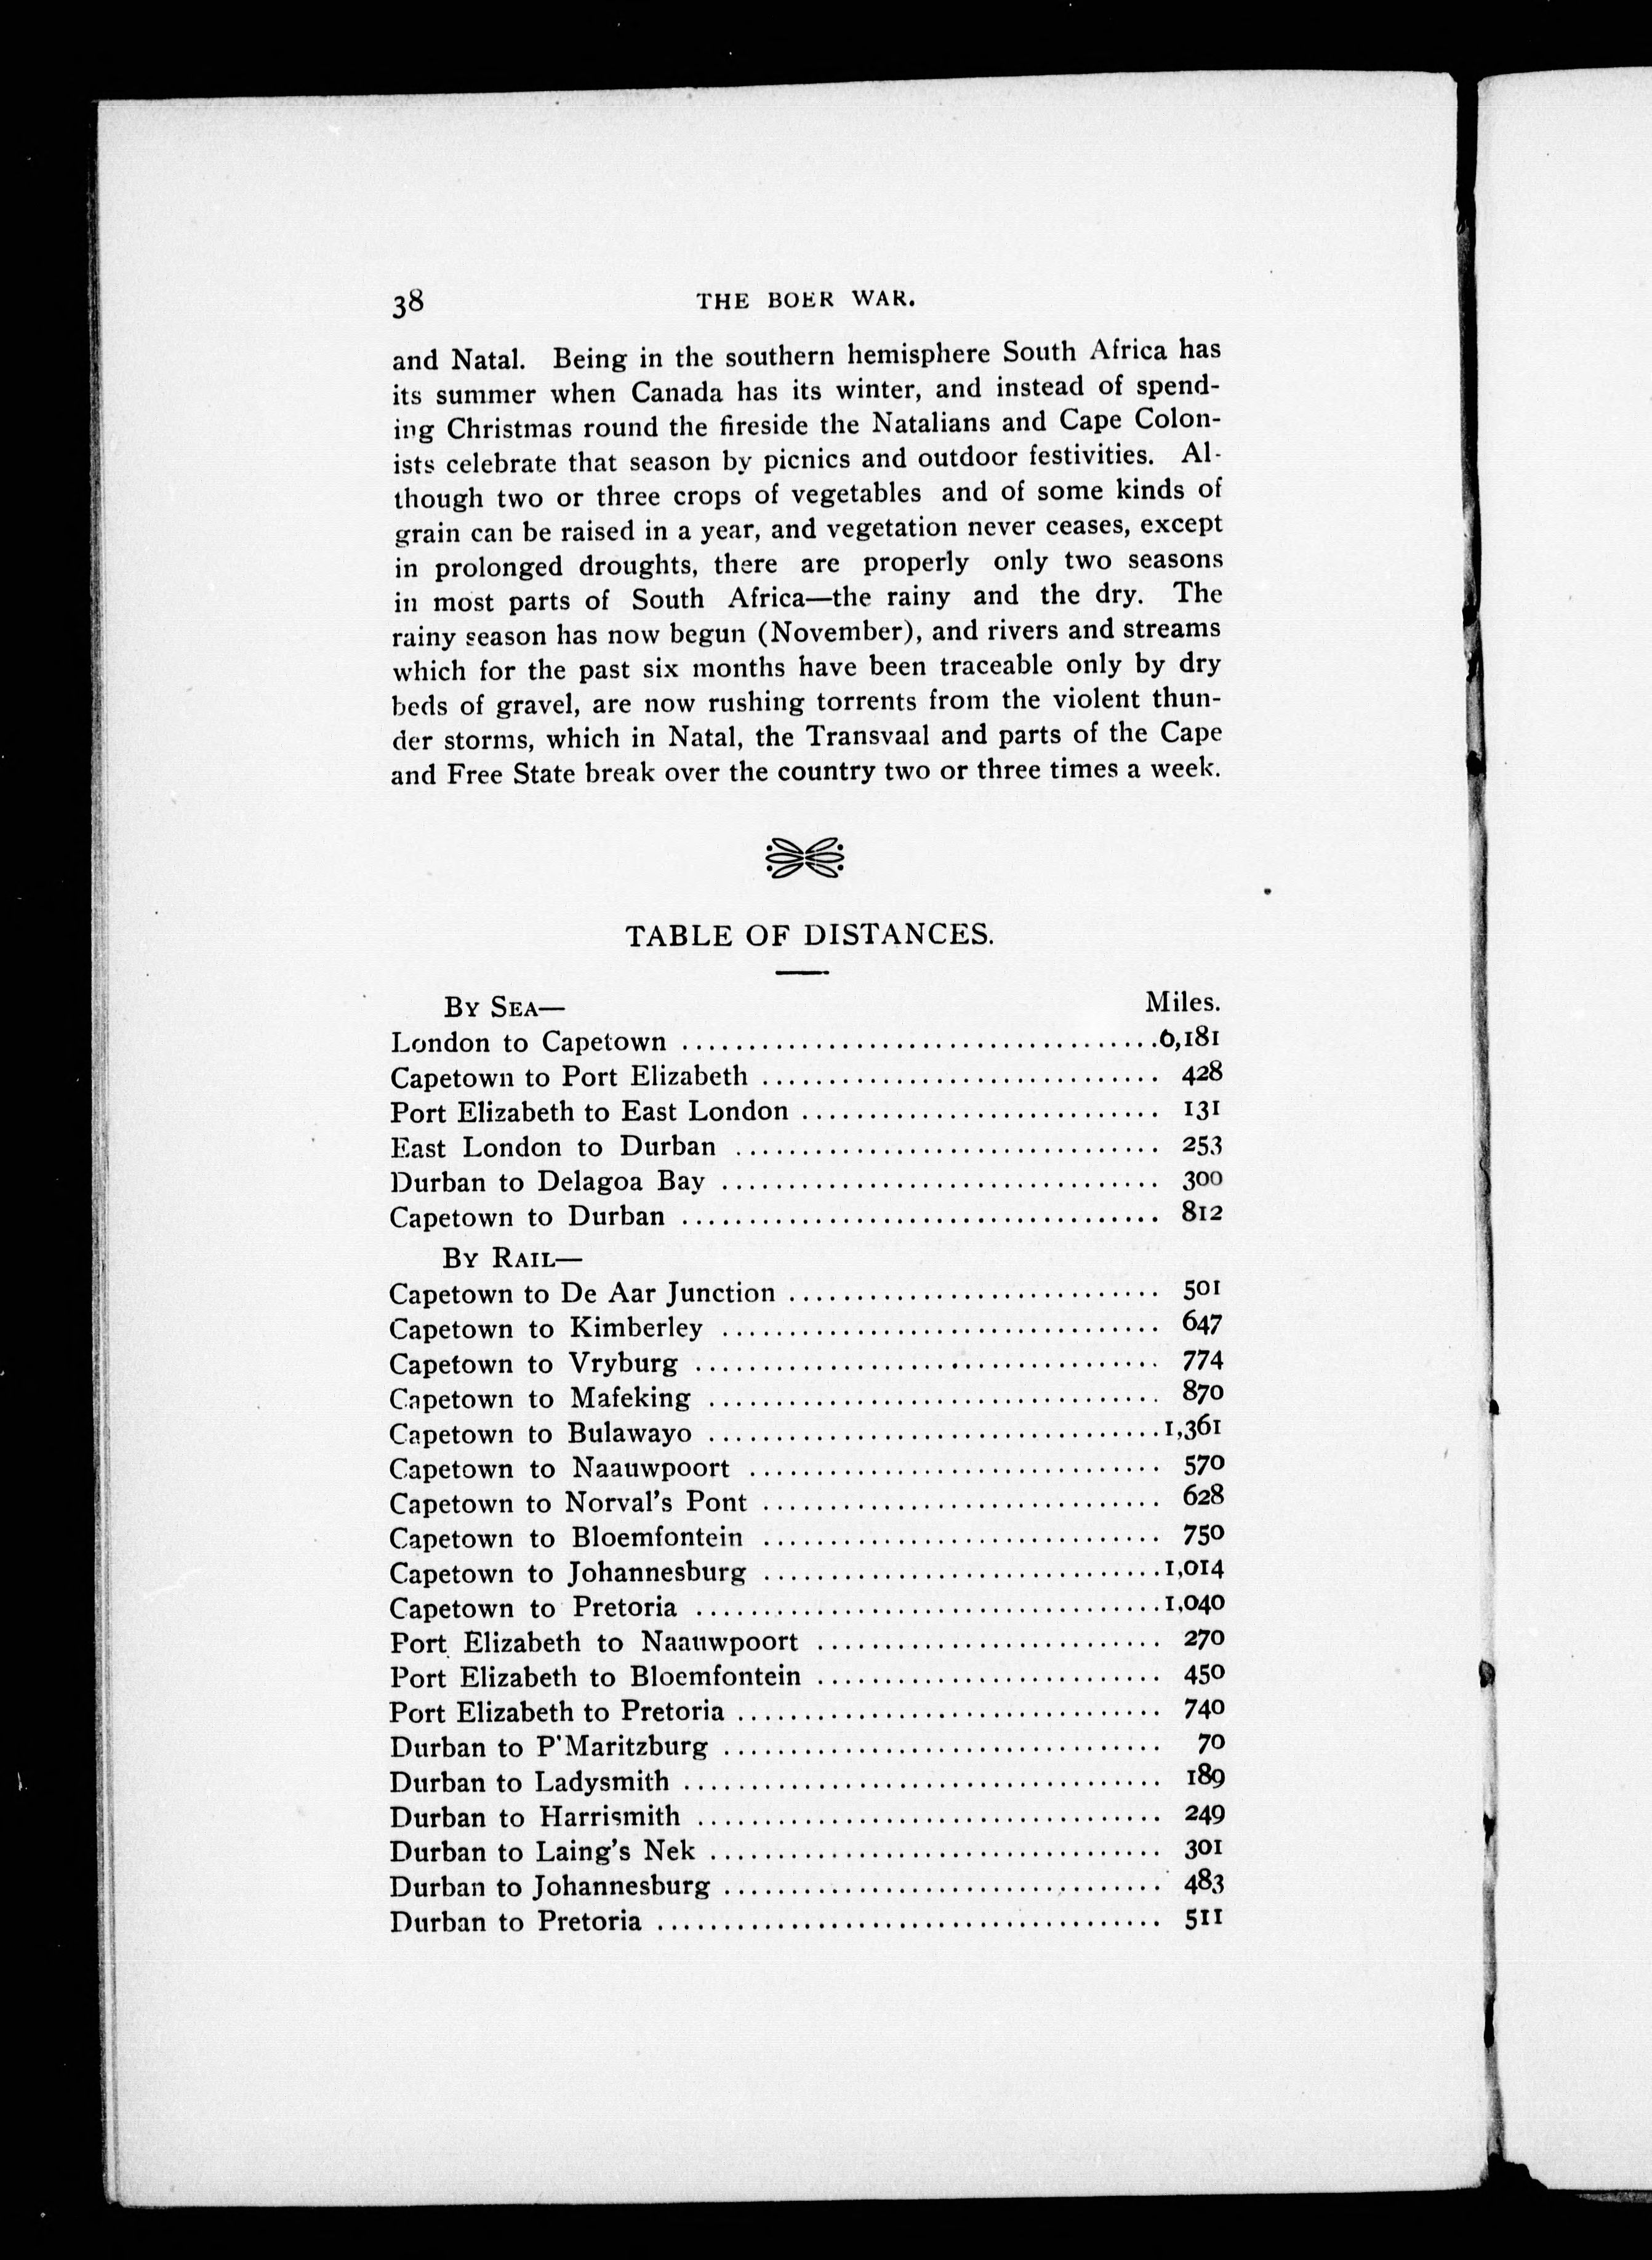 38 THE BOER WAR.
and Natal. Being in the southern hemisphere South Africa has
its summer when Canada has its winter, and instead of spend-
ing Christmas round the fireside the Natalians and Cape Colon-
ists celebrate that season by picnics and outdoor festivities. Al-
though two or three crops of vegetables and of some kinds of
grain can be raised in a year, and vegetation never ceases, except
in prolonged droughts, there are properly only two seasons
in most parts of South Africa—the rainy and the dry. The
rainy season has now begun (November), and rivers and streams
which for the past six months have been traceable only by dry
beds of gravel, are now rushing torrents from the violent thun-
der storms, which in Natal, the Transvaal and parts of the Cape
and Free State break over the country two or three times a week.
TABLE OF DISTANCES.
BY SEA— Miles.
London to Capetown ........ 6,181
Capetown to Port Elizabeth ........ 428
Port Elizabeth to East London ........ 131
East London to Durban ........ 253
Durban to Delagoa Bay ........ 300
Capetown to Durban ........ 812
BY RAIL—
Capetown to De Aar Junction ........ 501
Capetown to Kimberley ........ 647
Capetown to Vryburg ........ 774
Capetown to Mafeking ........ 870
Capetown to Bulawayo ........ 1,361
Capetown to Naauwpoort ........ 570
Capetown to Norval's Pont ........ 628
Capetown to Bloemfontein ........ 750
Capetown to Johannesburg ........ 1,014
Capetown to Pretoria ........ 1,040
Port Elizabeth to Naauwpoort ........ 270
Port Elizabeth to Bloemfontein ........ 450
Port Elizabeth to Pretoria ........ 740
Durban to P'Maritzburg ........ 70
Durban to Ladysmith ........ 189
Durban to Harrismith ........ 249
Durban to Laing's Nek ........ 301
Durban to Johannesburg ........ 483
Durban to Pretoria ........ 511